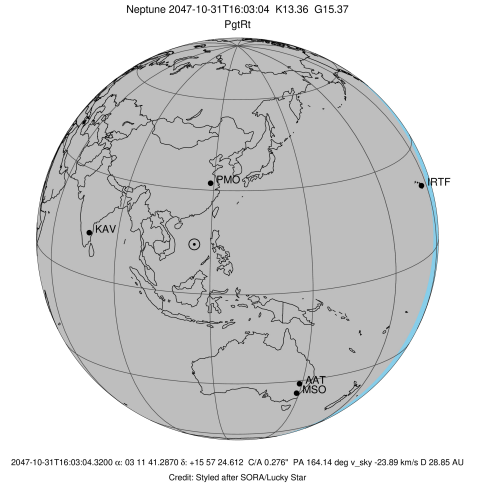 Neptune 2047-10-31T16:03:04 K13.36 G15.37
PgtRt
PMO
IRTF
KAV
AAT
MSO
2047-10-31T16:03:04.3200 α: 03 11 41.2870 δ: +15 57 24.612 C/A 0.276" PA 164.14 deg v_sky -23.89 km/s D 28.85 AU
Credit: Styled after SORA/Lucky Star